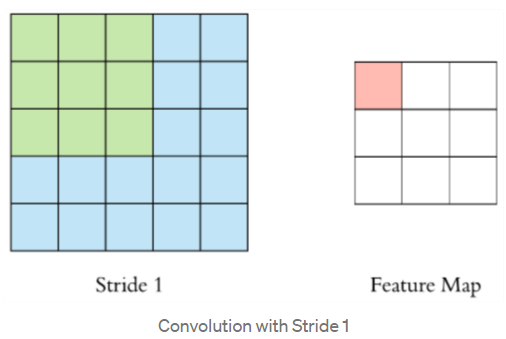 Stride 1
Feature Map
Convolution with Stride 1